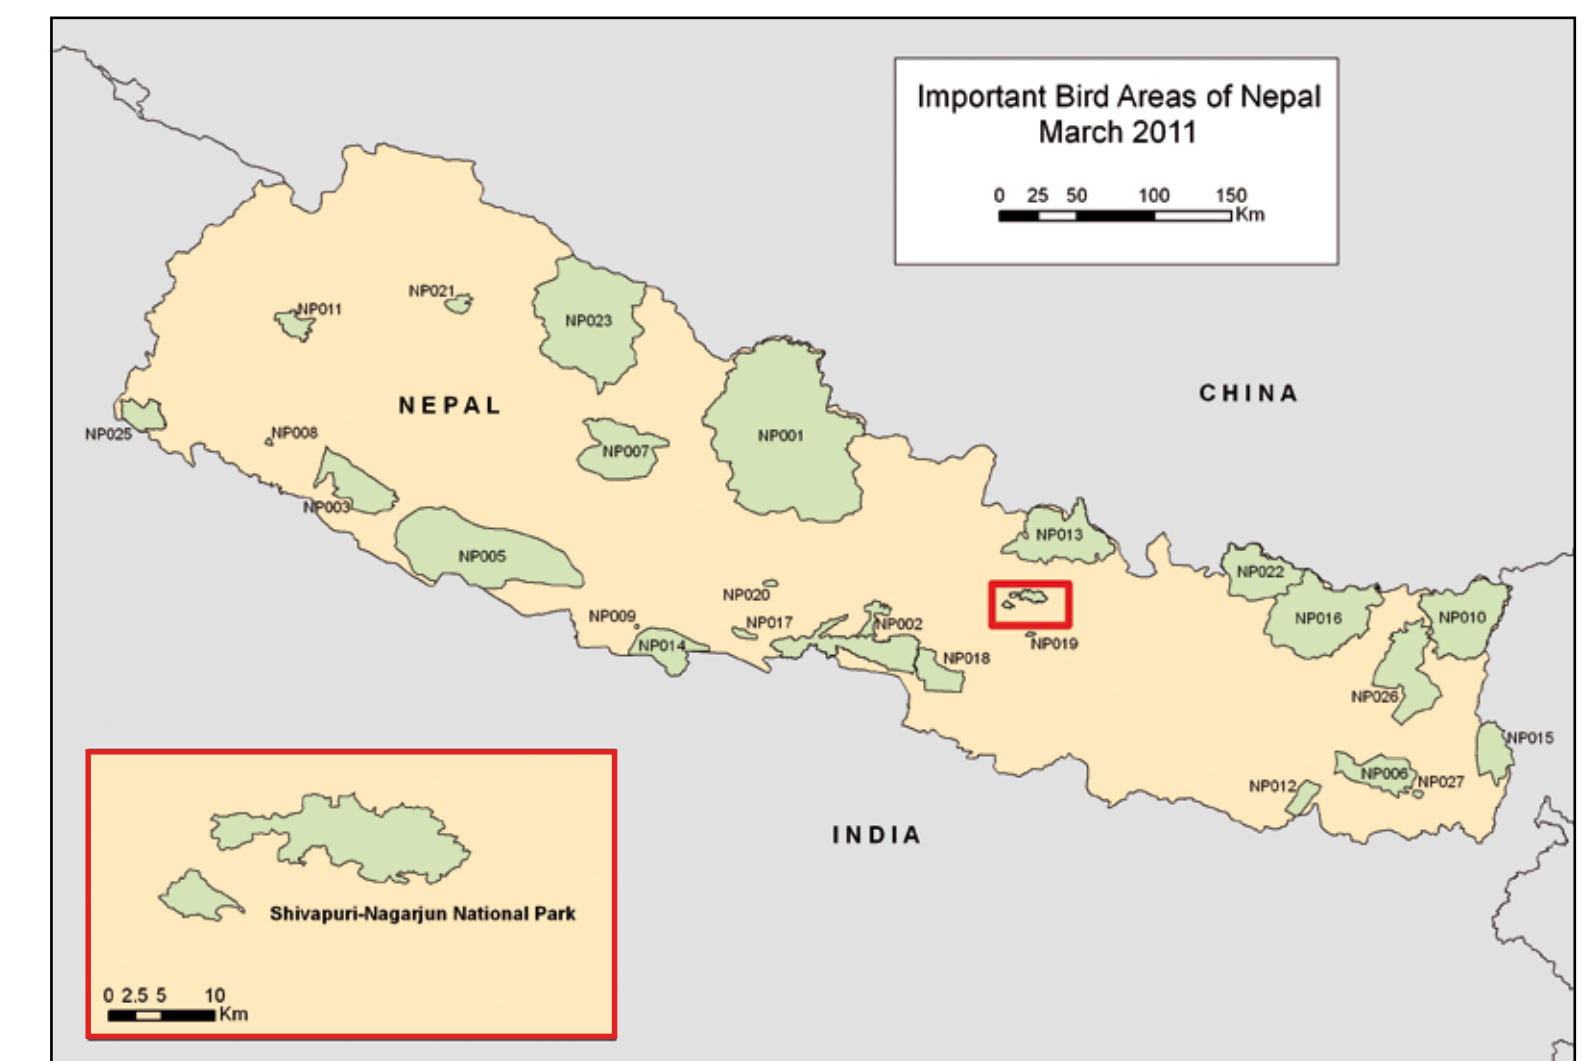 Important Bird Areas of Nepal
March 2011
0 25 50 100 150
Km
NP021
NP011
NP023
CHINA
NEPAL
NP025
NP008
NP001
NP007
NP003
NP013
NP005
NP022
NP020
NP009
NP017
NP002
NP016
NP010
NP014
NP019
NP018
NP026
NP015
NP006
NP027
NP012
INDIA
Shivapuri-Nagarjun National Park
0 2.5 5 10
Km